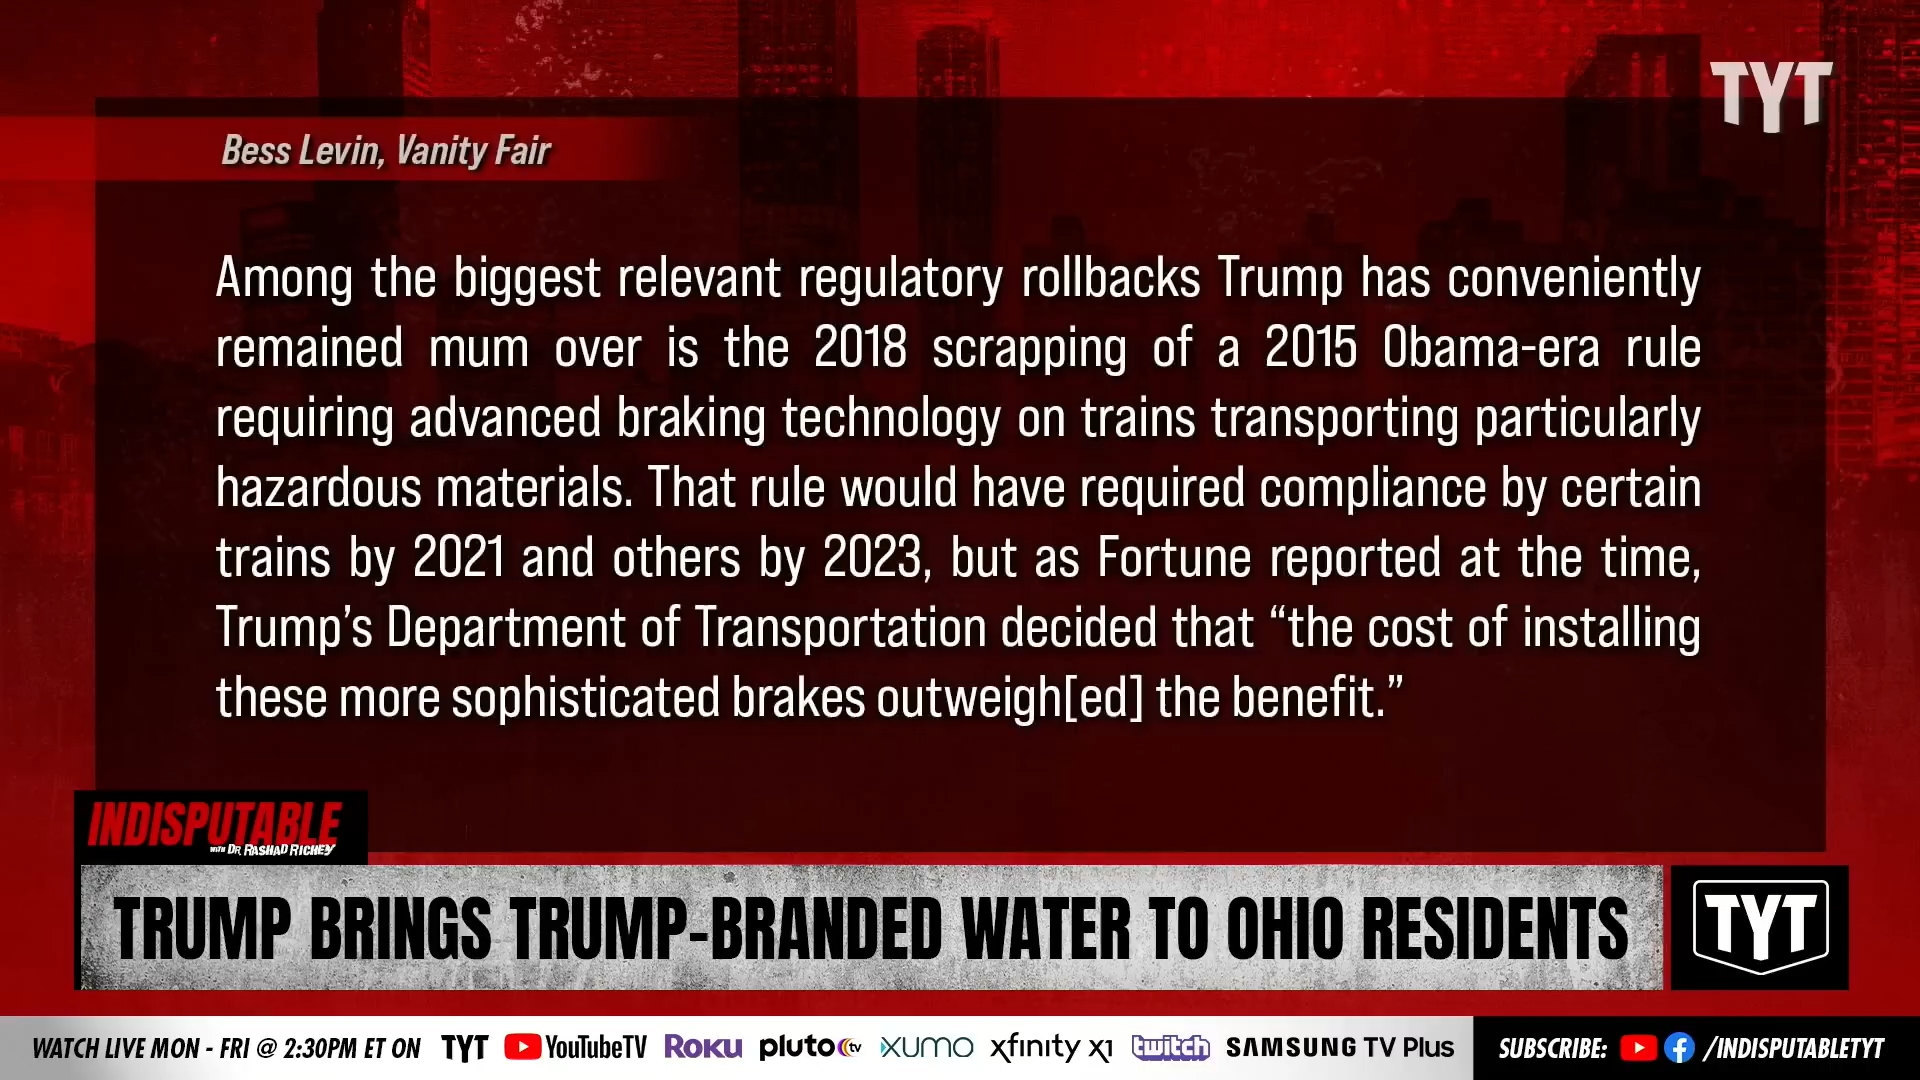 TYT
Bess Levin, Vanity Fair
Among the biggest relevant regulatory rollbacks Trump has conveniently
remained mum over is the 2018 scrapping of a 2015 Obama-era rule
requiring advanced braking technology on trains transporting particularly
hazardous materials. That rule would have required compliance by certain
trains by 2021 and others by 2023, but as Fortune reported at the time,
Trump’s Department of Transportation decided that “the cost of installing
these more sophisticated brakes outweigh[ed] the benefit.”
INDISPUTABLE
WITH DR RASHAD RICHEY
TRUMP BRINGS TRUMP-BRANDED WATER TO OHIO RESIDENTS
TYT
WATCH LIVE MON - FRI @ 2:30PM ET ON TYT YouTubeTV ROKU pluto tv XUMO xfinity x1 twitch SAMSUNG TV Plus SUBSCRIBE: /INDISPUTABLETYT